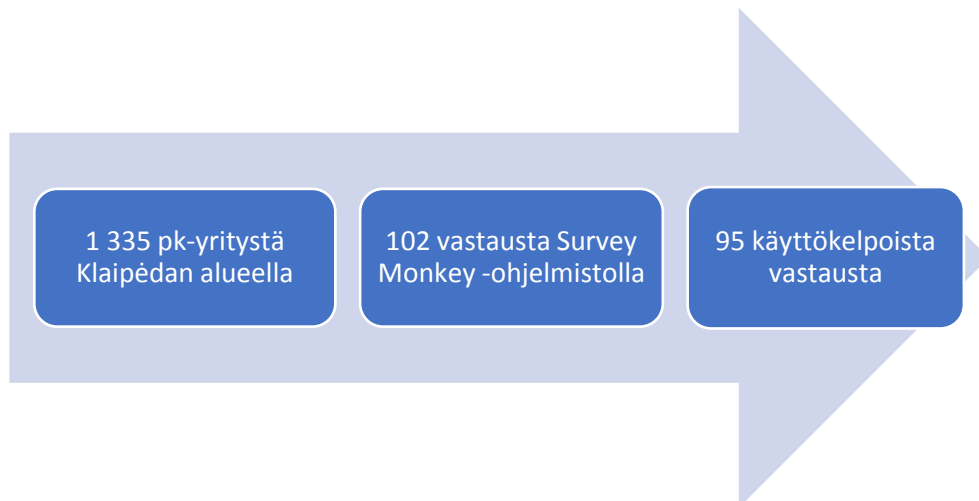 1 335 pk-yritystä
Klaipėdan alueella
102 vastausta Survey
Monkey -ohjelmistolla
95 käyttökelpoista
vastausta